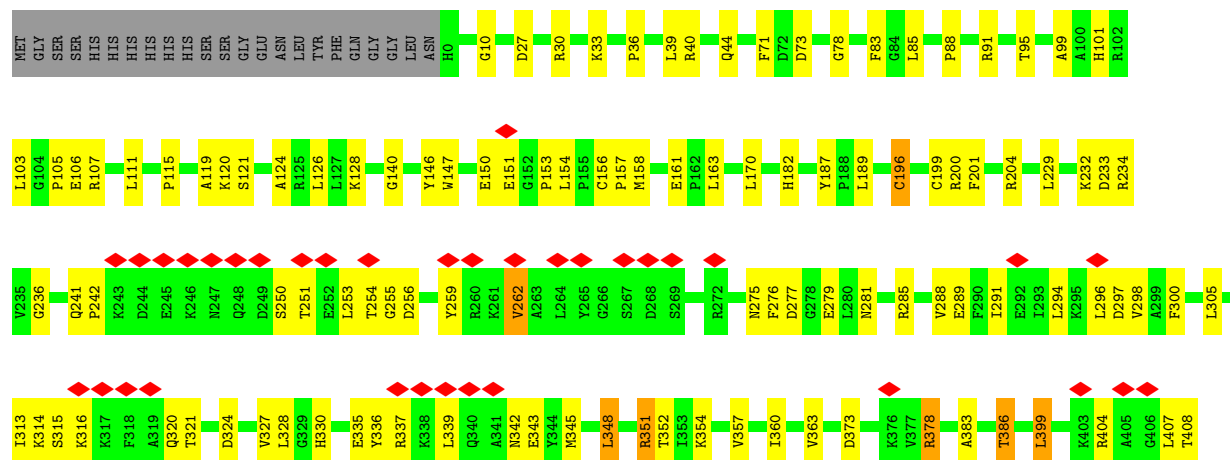 MET GLY SER SER HIS HIS HIS HIS HIS HIS SER SER GLY GLU ASN LEU TYR PHE GLN GLY GLY LEU ASN H0 G10 D27 R30 K33 P36 L39 R40 Q44 F71 D72 D73 G78 F83 G84 L85 P88 R91 T95 A99 A100 H101 R102
L103 G104 P105 E106 R107 L111 P115 A119 K120 S121 A124 R125 L126 L127 K128 G140 Y146 W147 E150 E151 G152 P153 L154 P155 C156 P157 M158 E161 P162 L163 L170 H182 Y187 P188 L189 C196 C199 R200 F201 R204 L229 K232 D233 R234
V235 G236 Q241 P242 K243 D244 E245 K246 N247 Q248 D249 S250 T251 E252 L253 T254 G255 D256 Y259 R260 K261 V262 A263 L264 Y265 G266 S267 D268 S269 R272 N275 F276 D277 G278 E279 L280 N281 R285 V288 E289 F290 I291 E292 I293 L294 K295 L296 D297 V298 A299 F300 L305
I313 K314 S315 K316 K317 F318 A319 Q320 T321 D324 V327 L328 G329 H330 E335 Y336 R337 K338 L339 Q340 A341 N342 E343 Y344 M345 L348 R351 T352 I353 K354 V357 I360 V363 D373 K376 V377 R378 A383 T386 L399 K403 R404 A405 G406 L407 T408